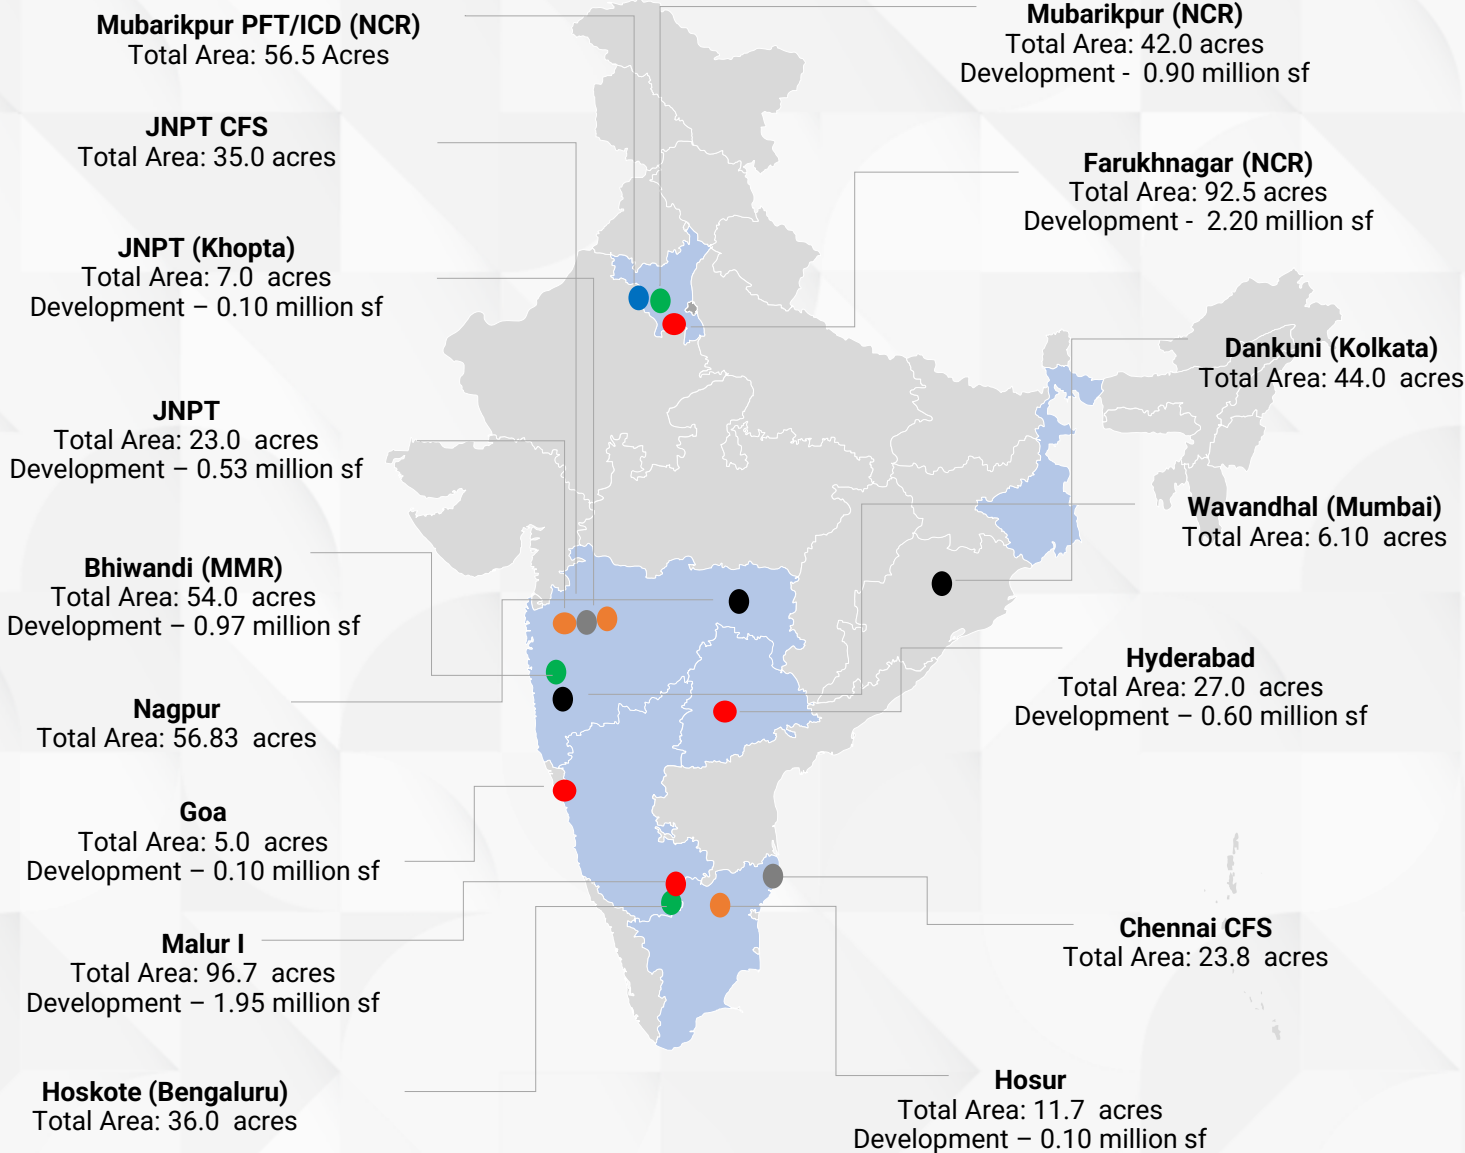 Mubarikpur PFT/ICD (NCR)
Total Area: 56.5 Acres
JNPT CFS
Total Area: 35.0 acres
JNPT (Khopta)
Total Area: 7.0 acres
Development – 0.10 million sf
JNPT
Total Area: 23.0 acres
Development – 0.53 million sf
Bhiwandi (MMR)
Total Area: 54.0 acres
Development – 0.97 million sf
Nagpur
Total Area: 56.83 acres
Goa
Total Area: 5.0 acres
Development – 0.10 million sf
Malur I
Total Area: 96.7 acres
Development – 1.95 million sf
Hoskote (Bengaluru)
Total Area: 36.0 acres
Mubarikpur (NCR)
Total Area: 42.0 acres
Development - 0.90 million sf
Farukhnagar (NCR)
Total Area: 92.5 acres
Development - 2.20 million sf
Dankuni (Kolkata)
Total Area: 44.0 acres
Wavandhal (Mumbai)
Total Area: 6.10 acres
Hyderabad
Total Area: 27.0 acres
Development – 0.60 million sf
Chennai CFS
Total Area: 23.8 acres
Hosur
Total Area: 11.7 acres
Development – 0.10 million sf